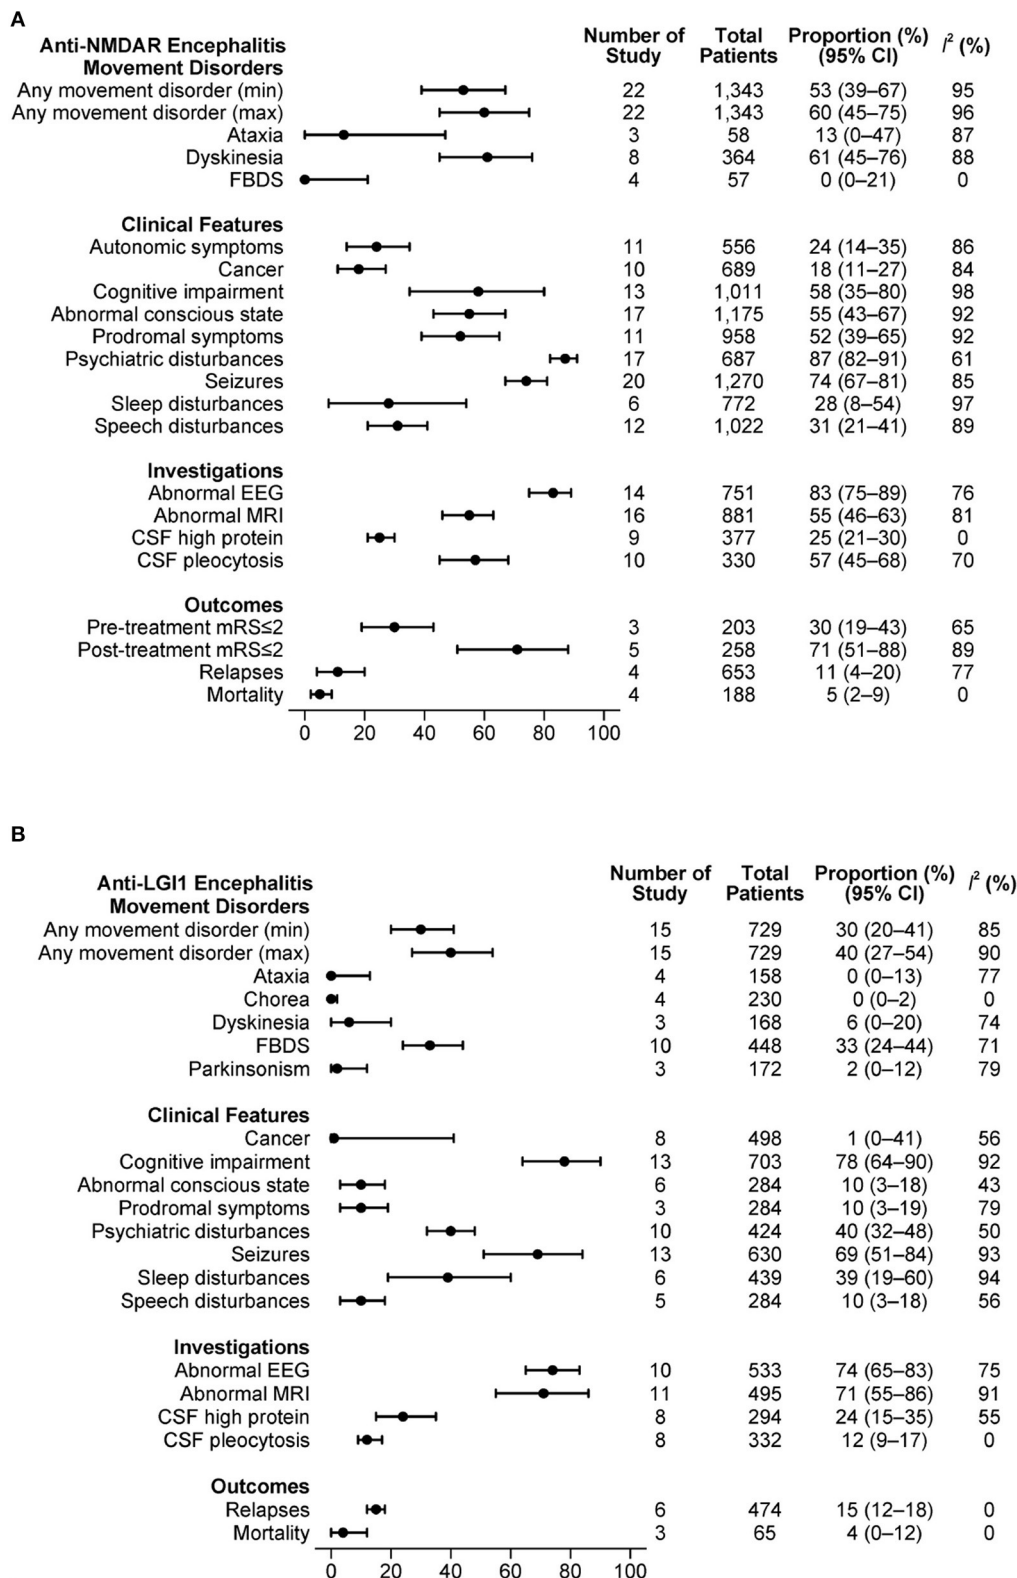 A
Anti-NMDAR Encephalitis Number of Study Total Patients Proportion (%) (95% CI) I² (%)
Movement Disorders
Any movement disorder (min) 22 1,343 53 (39–67) 95
Any movement disorder (max) 22 1,343 60 (45–75) 96
Ataxia 3 58 13 (0–47) 87
Dyskinesia 8 364 61 (45–76) 88
FBDS 4 57 0 (0–21) 0
Clinical Features
Autonomic symptoms 11 556 24 (14–35) 86
Cancer 10 689 18 (11–27) 84
Cognitive impairment 13 1,011 58 (35–80) 98
Abnormal conscious state 17 1,175 55 (43–67) 92
Prodromal symptoms 11 958 52 (39–65) 92
Psychiatric disturbances 17 687 87 (82–91) 61
Seizures 20 1,270 74 (67–81) 85
Sleep disturbances 6 772 28 (8–54) 97
Speech disturbances 12 1,022 31 (21–41) 89
Investigations
Abnormal EEG 14 751 83 (75–89) 76
Abnormal MRI 16 881 55 (46–63) 81
CSF high protein 9 377 25 (21–30) 0
CSF pleocytosis 10 330 57 (45–68) 70
Outcomes
Pre-treatment mRS≤2 3 203 30 (19–43) 65
Post-treatment mRS≤2 5 258 71 (51–88) 89
Relapses 4 653 11 (4–20) 77
Mortality 4 188 5 (2–9) 0
0 20 40 60 80 100
B
Anti-LGI1 Encephalitis Number of Study Total Patients Proportion (%) (95% CI) I² (%)
Movement Disorders
Any movement disorder (min) 15 729 30 (20–41) 85
Any movement disorder (max) 15 729 40 (27–54) 90
Ataxia 4 158 0 (0–13) 77
Chorea 4 230 0 (0–2) 0
Dyskinesia 3 168 6 (0–20) 74
FBDS 10 448 33 (24–44) 71
Parkinsonism 3 172 2 (0–12) 79
Clinical Features
Cancer 8 498 1 (0–41) 56
Cognitive impairment 13 703 78 (64–90) 92
Abnormal conscious state 6 284 10 (3–18) 43
Prodromal symptoms 3 284 10 (3–19) 79
Psychiatric disturbances 10 424 40 (32–48) 50
Seizures 13 630 69 (51–84) 93
Sleep disturbances 6 439 39 (19–60) 94
Speech disturbances 5 284 10 (3–18) 56
Investigations
Abnormal EEG 10 533 74 (65–83) 75
Abnormal MRI 11 495 71 (55–86) 91
CSF high protein 8 294 24 (15–35) 55
CSF pleocytosis 8 332 12 (9–17) 0
Outcomes
Relapses 6 474 15 (12–18) 0
Mortality 3 65 4 (0–12) 0
0 20 40 60 80 100